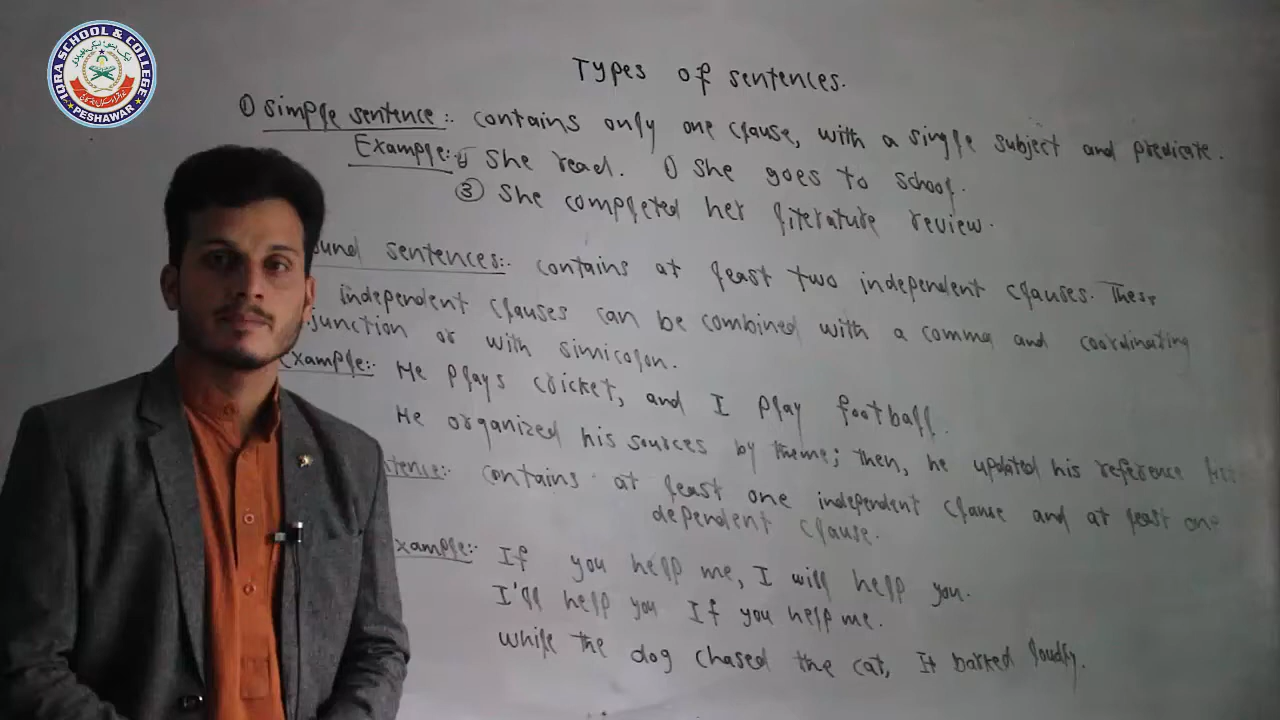 IQRA SCHOOL & COLLEGE
PESHAWAR
Types of sentences.
① simple sentence:. contains only one clause, with a single subject and predicate.
Example:- She read. ① She goes to school.
③ She completed her literature review.
ound sentences:. contains at least two independent clauses. These
independent clauses can be combined with a comma and coordinating
junction or with simicolon.
Example:. He plays cricket, and I play football.
He organized his sources by theme; then, he updated his reference
tence:. contains at least one independent clause and at least one
dependent clause.
xample:. If you help me, I will help you.
I'll help you If you help me.
while the dog chased the cat, It barked loudly.